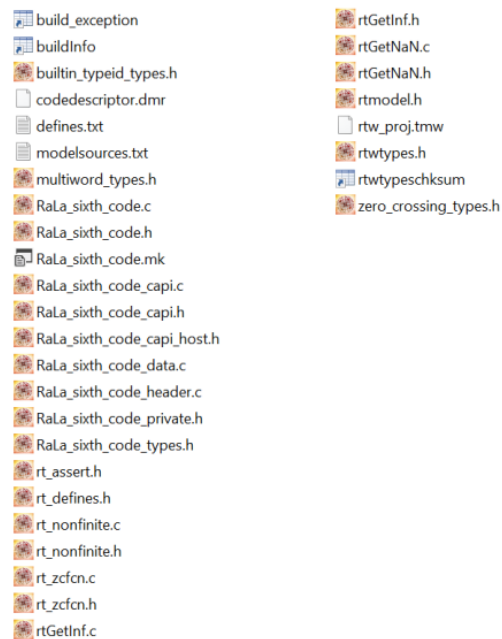 build_exception
buildInfo
builtin_typeid_types.h
codedescriptor.dmr
defines.txt
modelsources.txt
multiword_types.h
RaLa_sixth_code.c
RaLa_sixth_code.h
RaLa_sixth_code.mk
RaLa_sixth_code_capi.c
RaLa_sixth_code_capi.h
RaLa_sixth_code_capi_host.h
RaLa_sixth_code_data.c
RaLa_sixth_code_header.c
RaLa_sixth_code_private.h
RaLa_sixth_code_types.h
rt_assert.h
rt_defines.h
rt_nonfinite.c
rt_nonfinite.h
rt_zcfcn.c
rt_zcfcn.h
rtGetInf.c
rtGetInf.h
rtGetNaN.c
rtGetNaN.h
rtmodel.h
rtw_proj.tmw
rtwtypes.h
rtwtypeschksum
zero_crossing_types.h